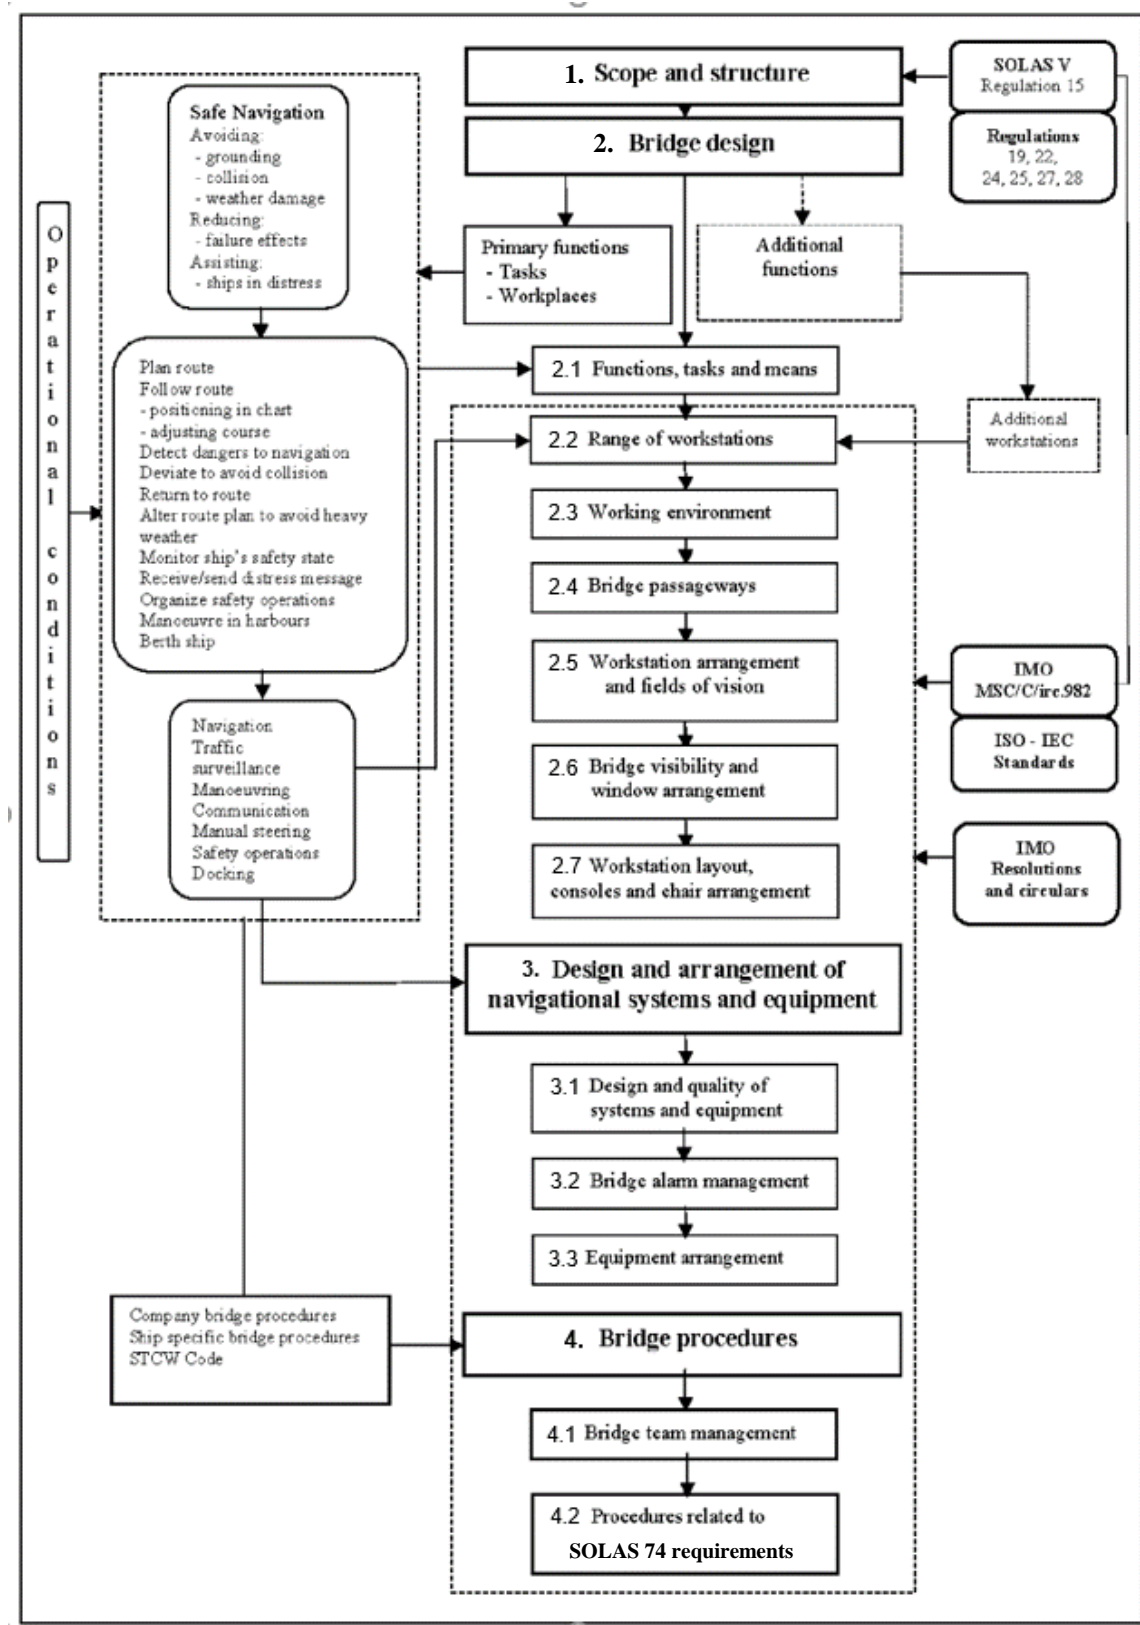 1. Scope and structure
SOLAS V
Regulation 15
Regulations
19, 22,
24, 25, 27, 28
2. Bridge design
Safe Navigation
Avoiding:
- grounding
- collision
- weather damage
Reducing:
- failure effects
Assisting:
- ships in distress
Primary functions
- Tasks
- Workplaces
Additional
functions
Operational conditions
Plan route
Follow route
- positioning in chart
- adjusting course
Detect dangers to navigation
Deviate to avoid collision
Return to route
Alter route plan to avoid heavy
weather
Monitor ship's safety state
Receive/send distress message
Organize safety operations
Manoeuvre in harbours
Berth ship
2.1 Functions, tasks and means
2.2 Range of workstations
Additional
workstations
2.3 Working environment
2.4 Bridge passageways
2.5 Workstation arrangement
and fields of vision
IMO
MSC/C/irc.982
ISO - IEC
Standards
Navigation
Traffic
surveillance
Manoeuvring
Communication
Manual steering
Safety operations
Docking
2.6 Bridge visibility and
window arrangement
2.7 Workstation layout,
consoles and chair arrangement
IMO
Resolutions
and circulars
3. Design and arrangement of
navigational systems and equipment
3.1 Design and quality of
systems and equipment
3.2 Bridge alarm management
3.3 Equipment arrangement
Company bridge procedures
Ship specific bridge procedures
STCW Code
4. Bridge procedures
4.1 Bridge team management
4.2 Procedures related to
SOLAS 74 requirements